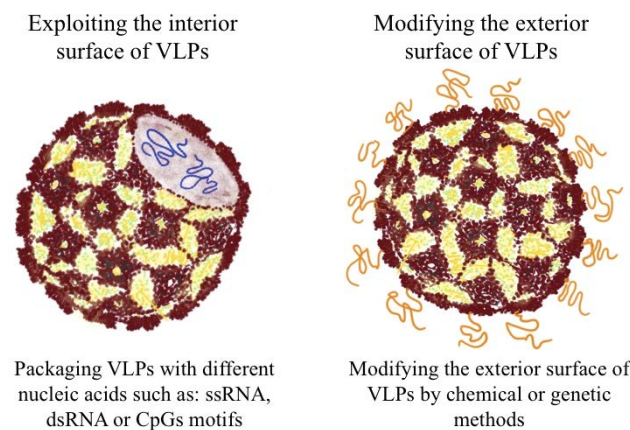 Exploiting the interior
surface of VLPs
Modifying the exterior
surface of VLPs
Packaging VLPs with different
nucleic acids such as: ssRNA,
dsRNA or CpGs motifs
Modifying the exterior surface of
VLPs by chemical or genetic
methods